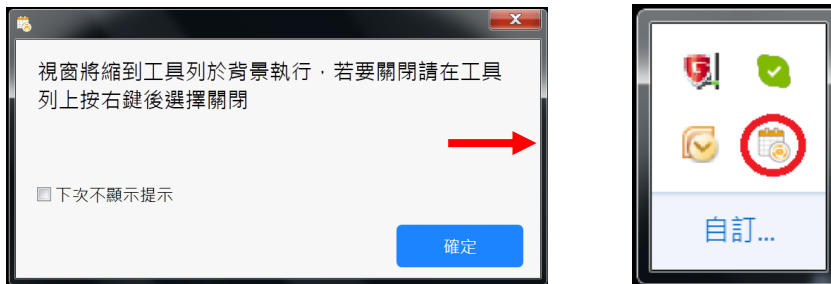 視窗將縮到工具列於背景執行，若要關閉請在工具
列上按右鍵後選擇關閉
下次不顯示提示
確定
自訂...